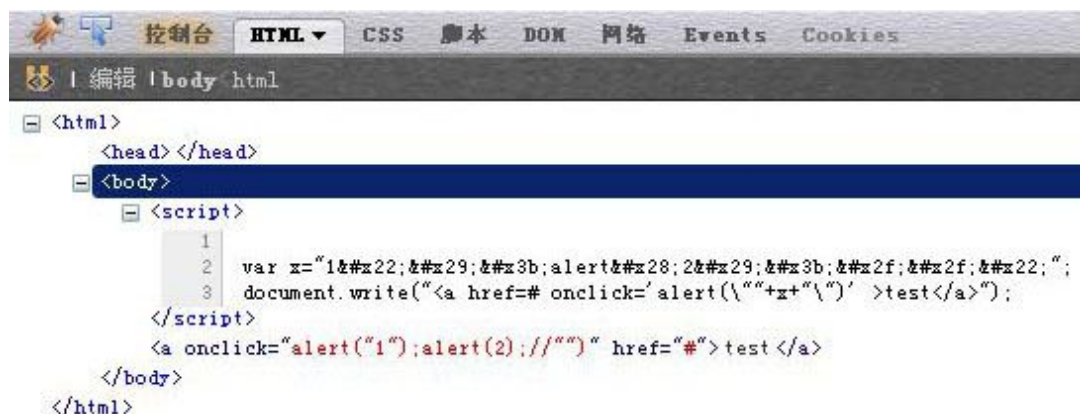 控制台 HTML CSS 脚本 DOM 网络 Events Cookies
编辑 body html
<html>
<head></head>
<body>
<script>
1
2 var x="1&#x22;&#x29;&#x3b;alert&#x28;2&#x29;&#x3b;&#x2f;&#x2f;&#x22;";
3 document.write("<a href=# onclick='alert(\""+x+"\")' >test</a>");
</script>
<a onclick="alert("1");alert(2);//"")" href="#">test</a>
</body>
</html>